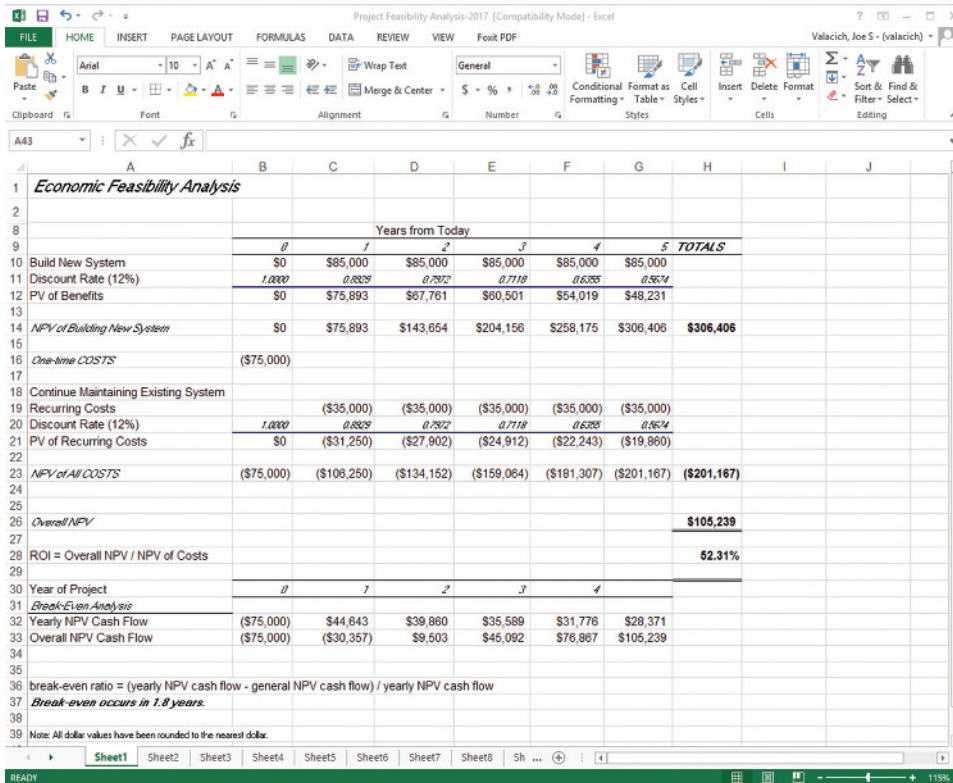 Project Feasibility Analysis-2017 [Compatibility Mode] - Excel
FILE HOME INSERT PAGE LAYOUT FORMULAS DATA REVIEW VIEW Foxit PDF Valacich, Joe S - (valacich)
Arial 10 A A Wrap Text General
Paste B I U A Merge & Center $ % , Conditional Format as Cell Insert Delete Format Sort & Find &
Formatting Table Styles Filter Select
Clipboard Font Alignment Number Styles Cells Editing
A43 fx
A B C D E F G H I J
1 Economic Feasibility Analysis
2
8 Years from Today
9 0 1 2 3 4 5 TOTALS
10 Build New System $0 $85,000 $85,000 $85,000 $85,000 $85,000
11 Discount Rate (12%) 1.0000 0.8929 0.7972 0.7118 0.6355 0.5674
12 PV of Benefits $0 $75,893 $67,761 $60,501 $54,019 $48,231
13
14 NPV of Building New System $0 $75,893 $143,654 $204,156 $258,175 $306,406 $306,406
15
16 One-time COSTS ($75,000)
17
18 Continue Maintaining Existing System
19 Recurring Costs ($35,000) ($35,000) ($35,000) ($35,000) ($35,000)
20 Discount Rate (12%) 1.0000 0.8929 0.7972 0.7118 0.6355 0.5674
21 PV of Recurring Costs $0 ($31,250) ($27,902) ($24,912) ($22,243) ($19,860)
22
23 NPV of All COSTS ($75,000) ($106,250) ($134,152) ($159,064) ($181,307) ($201,167) ($201,167)
24
25
26 Overall NPV $105,239
27
28 ROI = Overall NPV / NPV of Costs 52.31%
29
30 Year of Project 0 1 2 3 4
31 Break-Even Analysis
32 Yearly NPV Cash Flow ($75,000) $44,643 $39,860 $35,589 $31,776 $28,371
33 Overall NPV Cash Flow ($75,000) ($30,357) $9,503 $45,092 $76,867 $105,239
34
35
36 break-even ratio = (yearly NPV cash flow - general NPV cash flow) / yearly NPV cash flow
37 Break-even occurs in 1.8 years.
38
39 Note: All dollar values have been rounded to the nearest dollar.
Sheet1 Sheet2 Sheet3 Sheet4 Sheet5 Sheet6 Sheet7 Sheet8 Sh ...
READY 115%